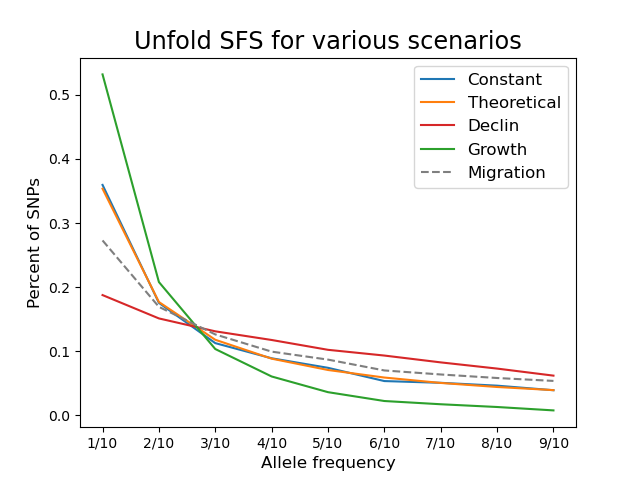 Unfold SFS for various scenarios
Constant
Theoretical
Declin
Growth
Migration
Percent of SNPs
0.5
0.4
0.3
0.2
0.1
0.0
1/10 2/10 3/10 4/10 5/10 6/10 7/10 8/10 9/10
Allele frequency